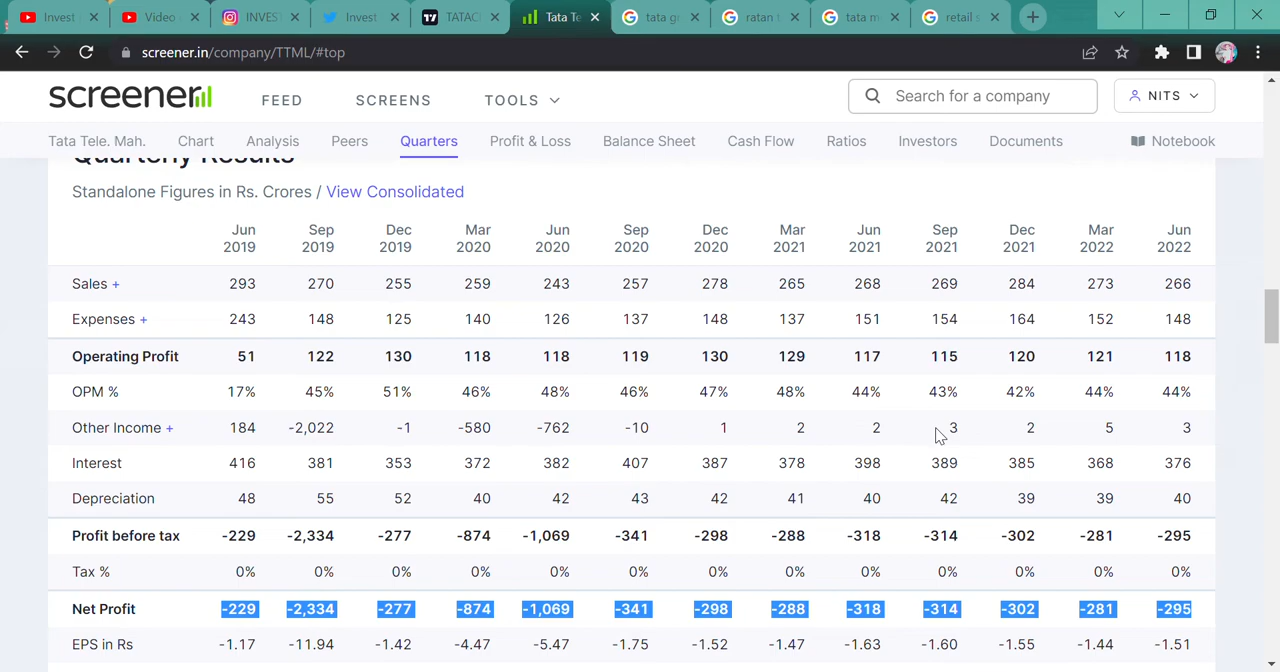 Invest
Video
INVEST
Invest
TATACH
Tata Te
tata gr
ratan t
tata m
retail s
screener.in/company/TTML/#top
screener
FEED
SCREENS
TOOLS
Search for a company
NITS
Tata Tele. Mah.
Chart
Analysis
Peers
Quarters
Profit & Loss
Balance Sheet
Cash Flow
Ratios
Investors
Documents
Notebook
Quarterly Results
Standalone Figures in Rs. Crores / View Consolidated
Jun 2019 Sep 2019 Dec 2019 Mar 2020 Jun 2020 Sep 2020 Dec 2020 Mar 2021 Jun 2021 Sep 2021 Dec 2021 Mar 2022 Jun 2022
Sales + 293 270 255 259 243 257 278 265 268 269 284 273 266
Expenses + 243 148 125 140 126 137 148 137 151 154 164 152 148
Operating Profit 51 122 130 118 118 119 130 129 117 115 120 121 118
OPM % 17% 45% 51% 46% 48% 46% 47% 48% 44% 43% 42% 44% 44%
Other Income + 184 -2,022 -1 -580 -762 -10 1 2 2 3 2 5 3
Interest 416 381 353 372 382 407 387 378 398 389 385 368 376
Depreciation 48 55 52 40 42 43 42 41 40 42 39 39 40
Profit before tax -229 -2,334 -277 -874 -1,069 -341 -298 -288 -318 -314 -302 -281 -295
Tax % 0% 0% 0% 0% 0% 0% 0% 0% 0% 0% 0% 0% 0%
Net Profit -229 -2,334 -277 -874 -1,069 -341 -298 -288 -318 -314 -302 -281 -295
EPS in Rs -1.17 -11.94 -1.42 -4.47 -5.47 -1.75 -1.52 -1.47 -1.63 -1.60 -1.55 -1.44 -1.51